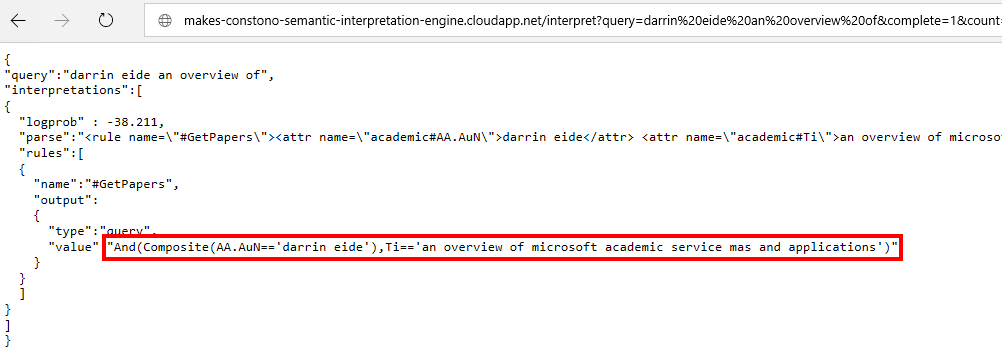 makes-constono-semantic-interpretation-engine.cloudapp.net/interpret?query=darrin%20eide%20an%20overview%20of&complete=1&count=
{
"query":"darrin eide an overview of",
"interpretations":[
{
"logprob" : -38.211,
"parse":"<rule name=\"#GetPapers\"><attr name=\"academic#AA.AuN\">darrin eide</attr> <attr name=\"academic#Ti\">an overview of microso
"rules":[
{
"name":"#GetPapers",
"output":
{
"type":"query",
"value" "And(Composite(AA.AuN=='darrin eide'),Ti=='an overview of microsoft academic service mas and applications')"
}
}
]
}
]
}